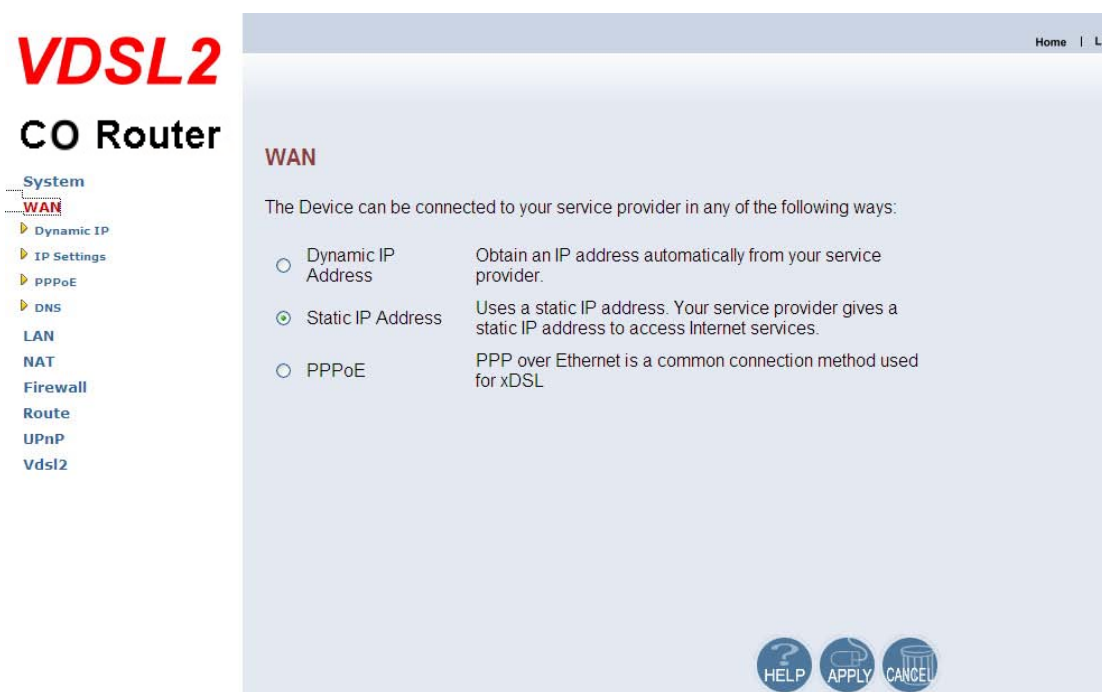 VDSL2
CO Router
Home | L
System
WAN
Dynamic IP
IP Settings
PPPoE
DNS
LAN
NAT
Firewall
Route
UPnP
Vdsl2
WAN
The Device can be connected to your service provider in any of the following ways:
Dynamic IP
Address
Obtain an IP address automatically from your service
provider.
Static IP Address
Uses a static IP address. Your service provider gives a
static IP address to access Internet services.
PPPoE
PPP over Ethernet is a common connection method used
for xDSL
HELP
APPLY
CANCEL